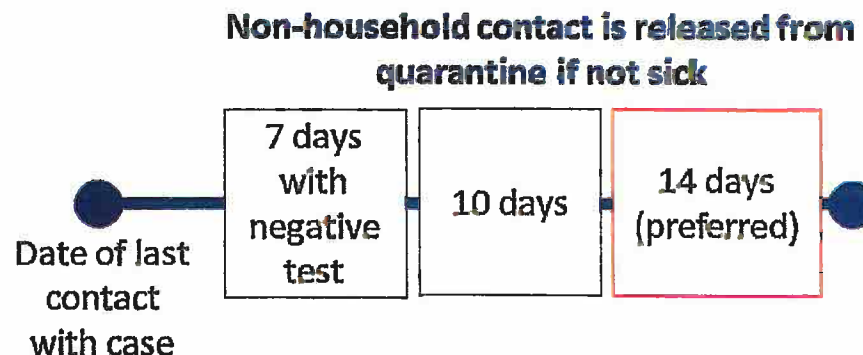 Non-household contact is released from
quarantine if not sick
7 days
with
negative
test
10 days
14 days
(preferred)
Date of last
contact
with case